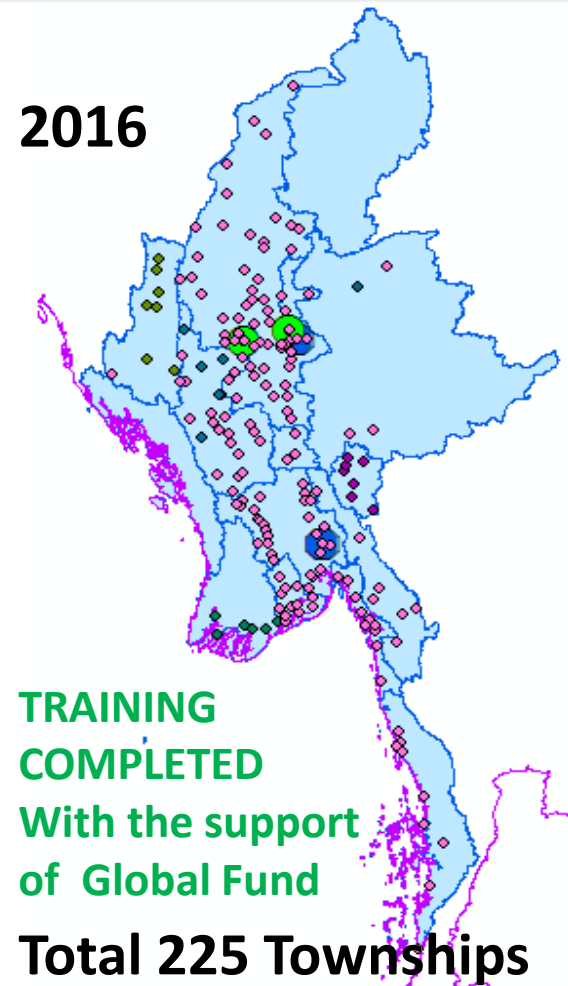 2016
TRAINING
COMPLETED
With the support
of Global Fund
Total 225 Townships